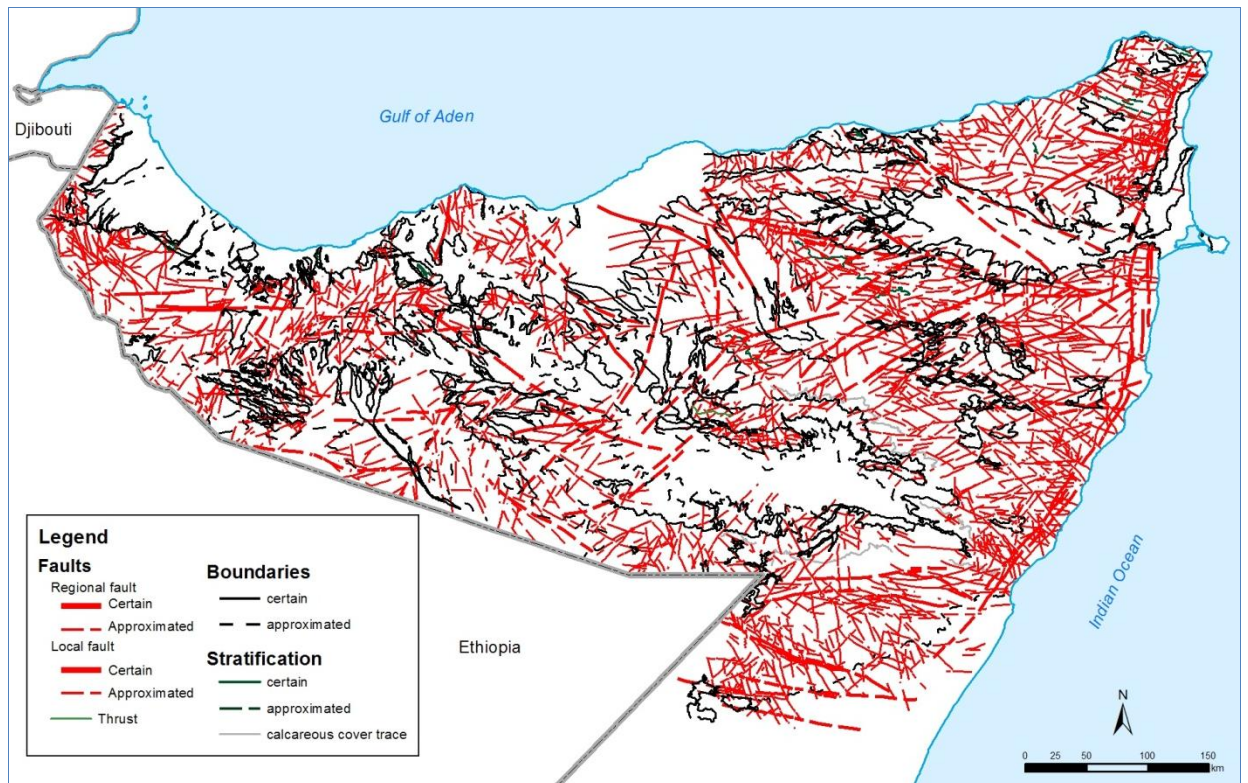 Djibouti
Gulf of Aden
Indian Ocean
Ethiopia
Legend
Faults
Regional fault
Certain
Approximated
Local fault
Certain
Approximated
Thrust
Boundaries
certain
approximated
Stratification
certain
approximated
calcareous cover trace
N
0 25 50 100 150
km